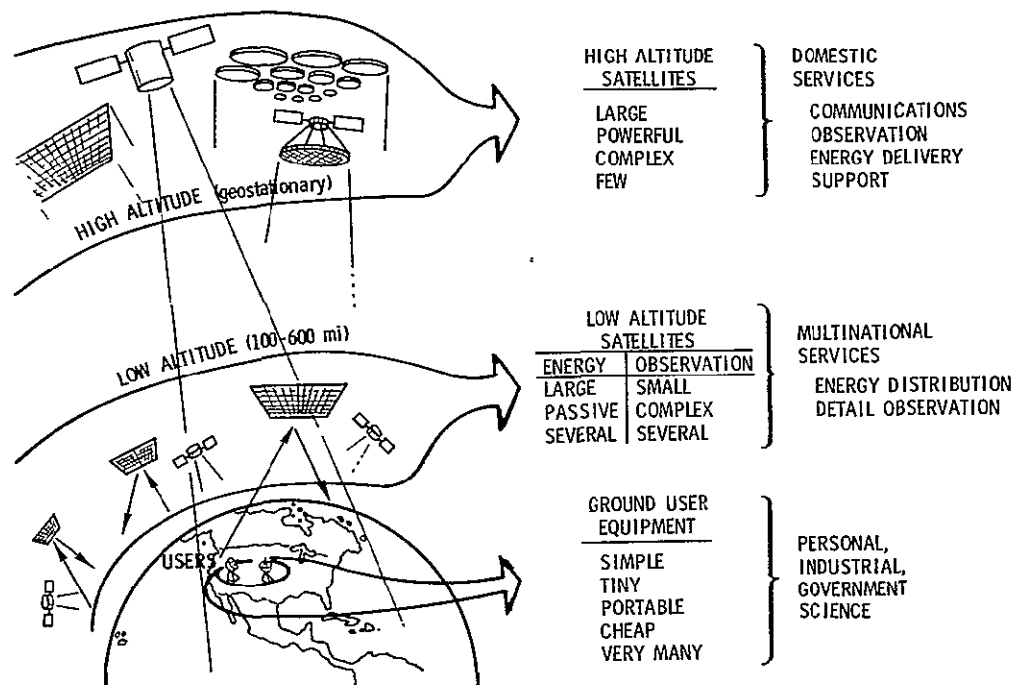 HIGH ALTITUDE
SATELLITES
LARGE
POWERFUL
COMPLEX
FEW
DOMESTIC
SERVICES
COMMUNICATIONS
OBSERVATION
ENERGY DELIVERY
SUPPORT
HIGH ALTITUDE (geostationary)
LOW ALTITUDE (100-600 mi)
LOW ALTITUDE
SATELLITES
ENERGY OBSERVATION
LARGE SMALL
PASSIVE COMPLEX
SEVERAL SEVERAL
MULTINATIONAL
SERVICES
ENERGY DISTRIBUTION
DETAIL OBSERVATION
USERS
GROUND USER
EQUIPMENT
SIMPLE
TINY
PORTABLE
CHEAP
VERY MANY
PERSONAL,
INDUSTRIAL,
GOVERNMENT
SCIENCE